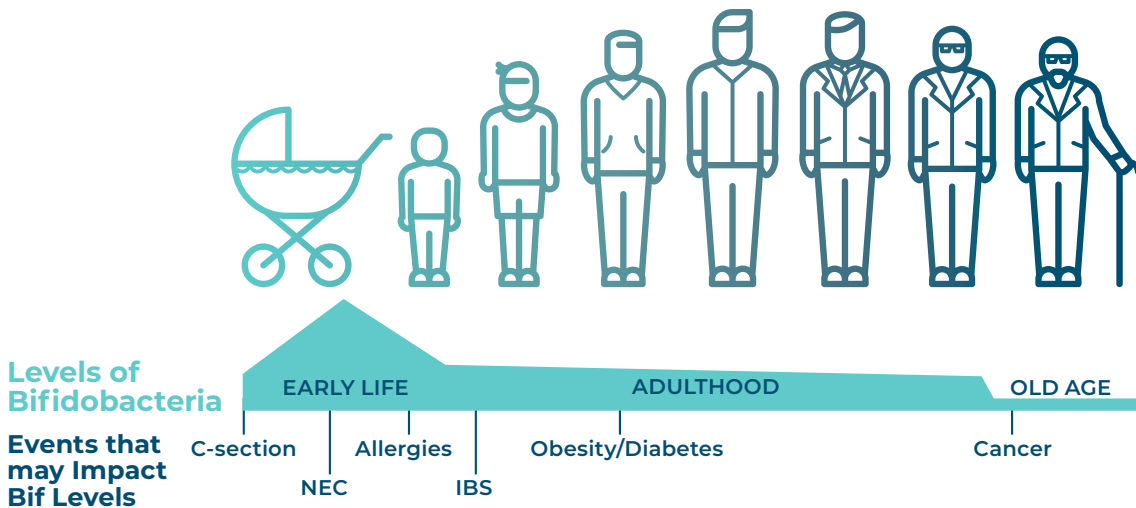 Levels of
Bifidobacteria
EARLY LIFE
ADULTHOOD
OLD AGE
Events that
may Impact
Bif Levels
C-section
Allergies
Obesity/Diabetes
Cancer
NEC
IBS